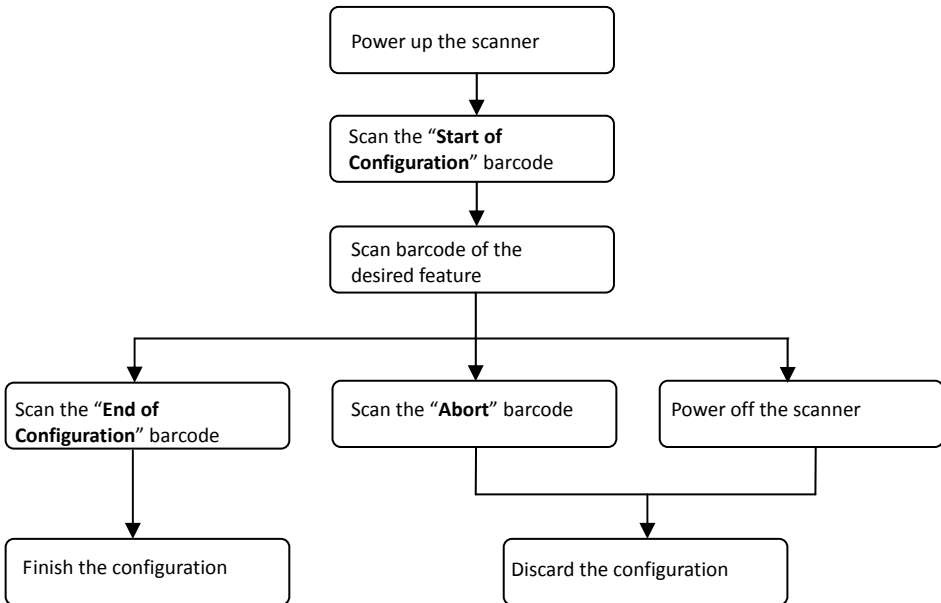 Power up the scanner
Scan the “Start of
Configuration” barcode
Scan barcode of the
desired feature
Scan the “End of
Configuration” barcode
Scan the “Abort” barcode
Power off the scanner
Finish the configuration
Discard the configuration